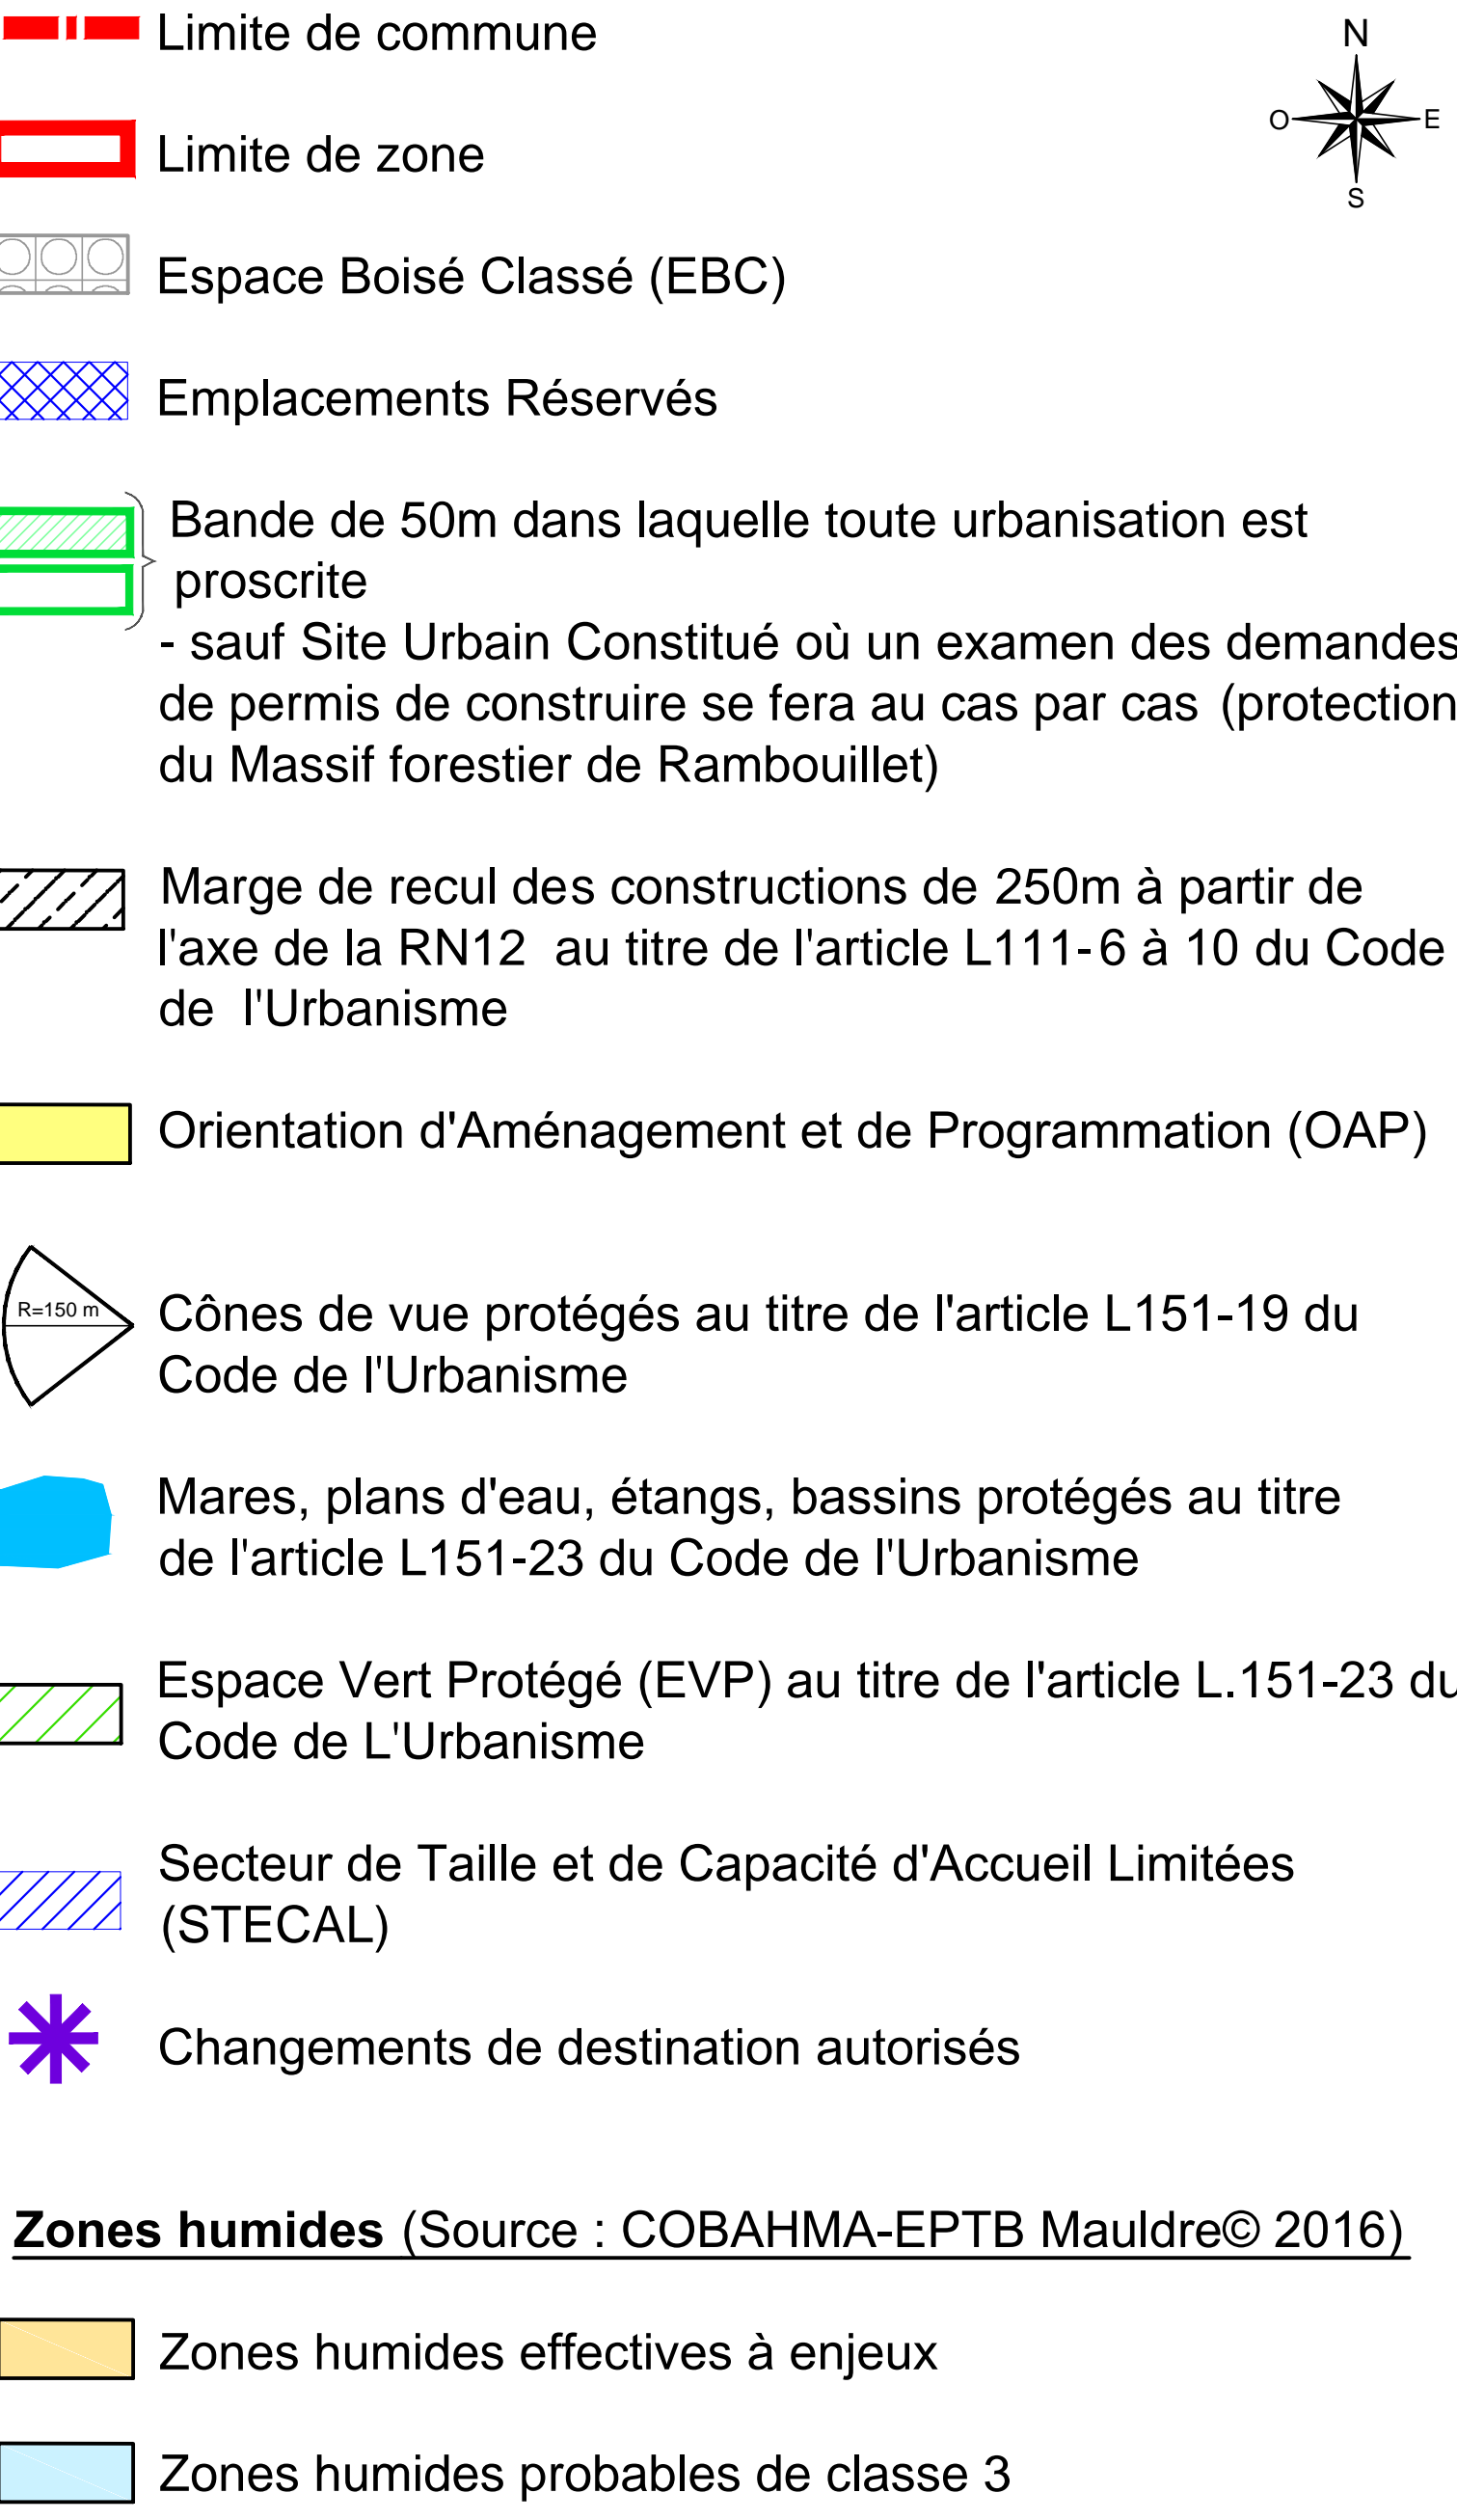 Limite de commune
N
O
E
S
Limite de zone
Espace Boisé Classé (EBC)
Emplacements Réservés
Bande de 50m dans laquelle toute urbanisation est
proscrite
- sauf Site Urbain Constitué où un examen des demandes
de permis de construire se fera au cas par cas (protection
du Massif forestier de Rambouillet)
Marge de recul des constructions de 250m à partir de
l'axe de la RN12  au titre de l'article L111-6 à 10 du Code
de  l'Urbanisme
Orientation d'Aménagement et de Programmation (OAP)
R=150 m
Cônes de vue protégés au titre de l'article L151-19 du
Code de l'Urbanisme
Mares, plans d'eau, étangs, bassins protégés au titre
de l'article L151-23 du Code de l'Urbanisme
Espace Vert Protégé (EVP) au titre de l'article L.151-23 du
Code de L'Urbanisme
Secteur de Taille et de Capacité d'Accueil Limitées
(STECAL)
Changements de destination autorisés
Zones humides (Source : COBAHMA-EPTB Mauldre© 2016)
Zones humides effectives à enjeux
Zones humides probables de classe 3